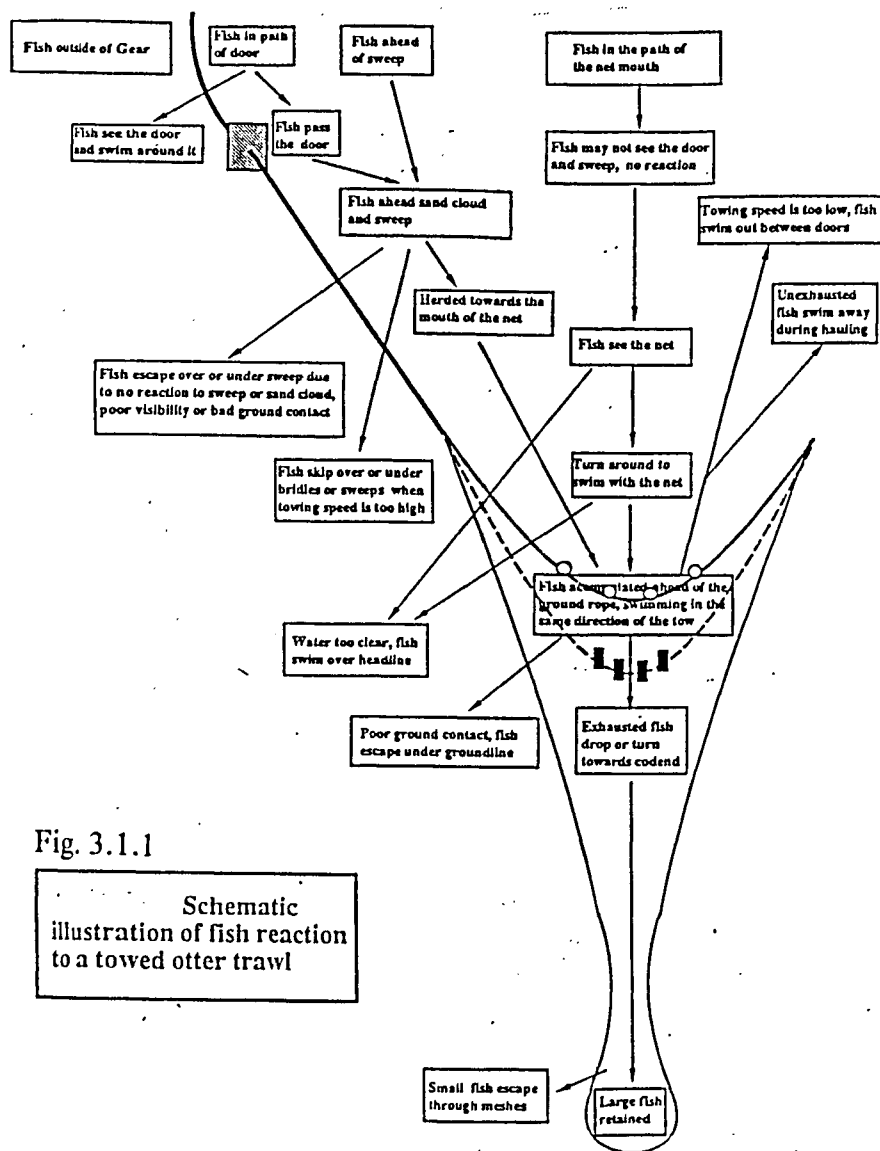 Fish outside of Gear
Fish in path
of door
Fish ahead
of sweep
Fish in the path of
the net mouth
Fish see the door
and swim around it
Fish pass
the door
Fish may not see the door
and sweep, no reaction
Fish ahead sand cloud
and sweep
Towing speed is too low, fish
swim out between doors
Herded towards the
mouth of the net
Unexhausted
fish swim away
during hauling
Fish see the net
Fish escape over or under sweep due
to no reaction to sweep or sand cloud,
poor visibility or bad ground contact
Fish skip over or under
bridles or sweeps when
towing speed is too high
Turn around to
swim with the net
Fish acumulated ahead of the
ground rope, swimming in the
same direction of the tow
Water too clear, fish
swim over headline
Poor ground contact, fish
escape under groundline
Exhausted fish
drop or turn
towards codend
Fig. 3.1.1
Schematic
illustration of fish reaction
to a towed otter trawl
Small fish escape
through meshes
Large fish
retained